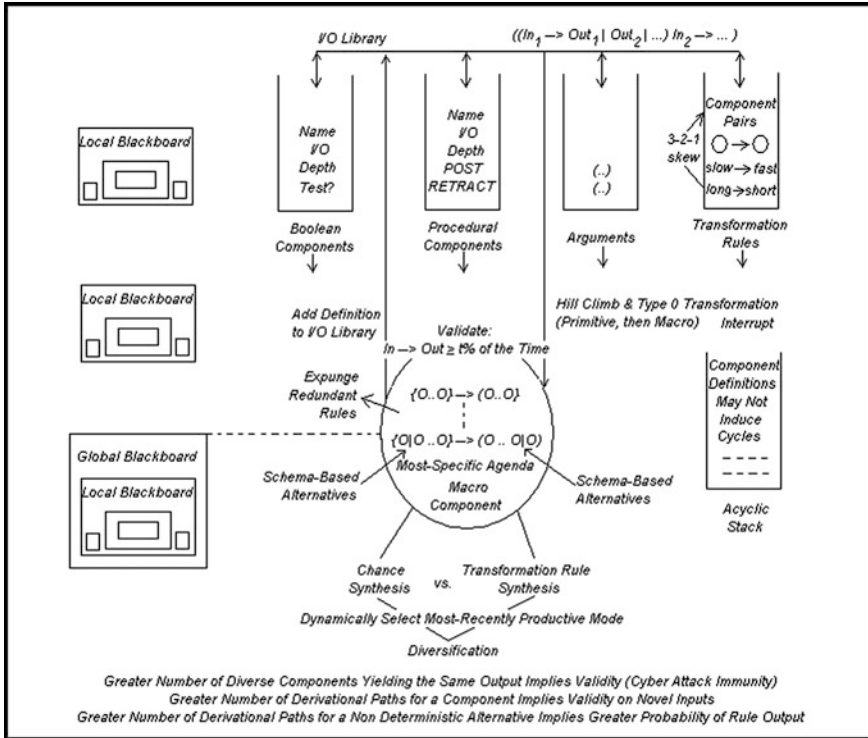 I/O Library
((In1 —> Out1 | Out2 | ...) In2 —> ... )
Local Blackboard
Name
I/O
Depth
Test?
Boolean
Components
Name
I/O
Depth
POST
RETRACT
Procedural
Components
(..)
(..)
Arguments
3-2-1
skew
Component
Pairs
slow —> fast
long —> short
Transformation
Rules
Local Blackboard
Add Definition
to I/O Library
Validate:
In —> Out ≥ t% of the Time
Hill Climb & Type 0 Transformation
(Primitive, then Macro) Interrupt
Expunge
Redundant
Rules
{O..O} —> (O..O)
{O|O ..O} —> (O .. O|O)
Most-Specific Agenda
Macro
Component
Schema-Based
Alternatives
Schema-Based
Alternatives
Component
Definitions
May Not
Induce
Cycles
Acyclic
Stack
Global Blackboard
Local Blackboard
Chance
Synthesis
vs.
Transformation Rule
Synthesis
Dynamically Select Most-Recently Productive Mode
Diversification
Greater Number of Diverse Components Yielding the Same Output Implies Validity (Cyber Attack Immunity)
Greater Number of Derivational Paths for a Component Implies Validity on Novel Inputs
Greater Number of Derivational Paths for a Non Deterministic Alternative Implies Greater Probability of Rule Output